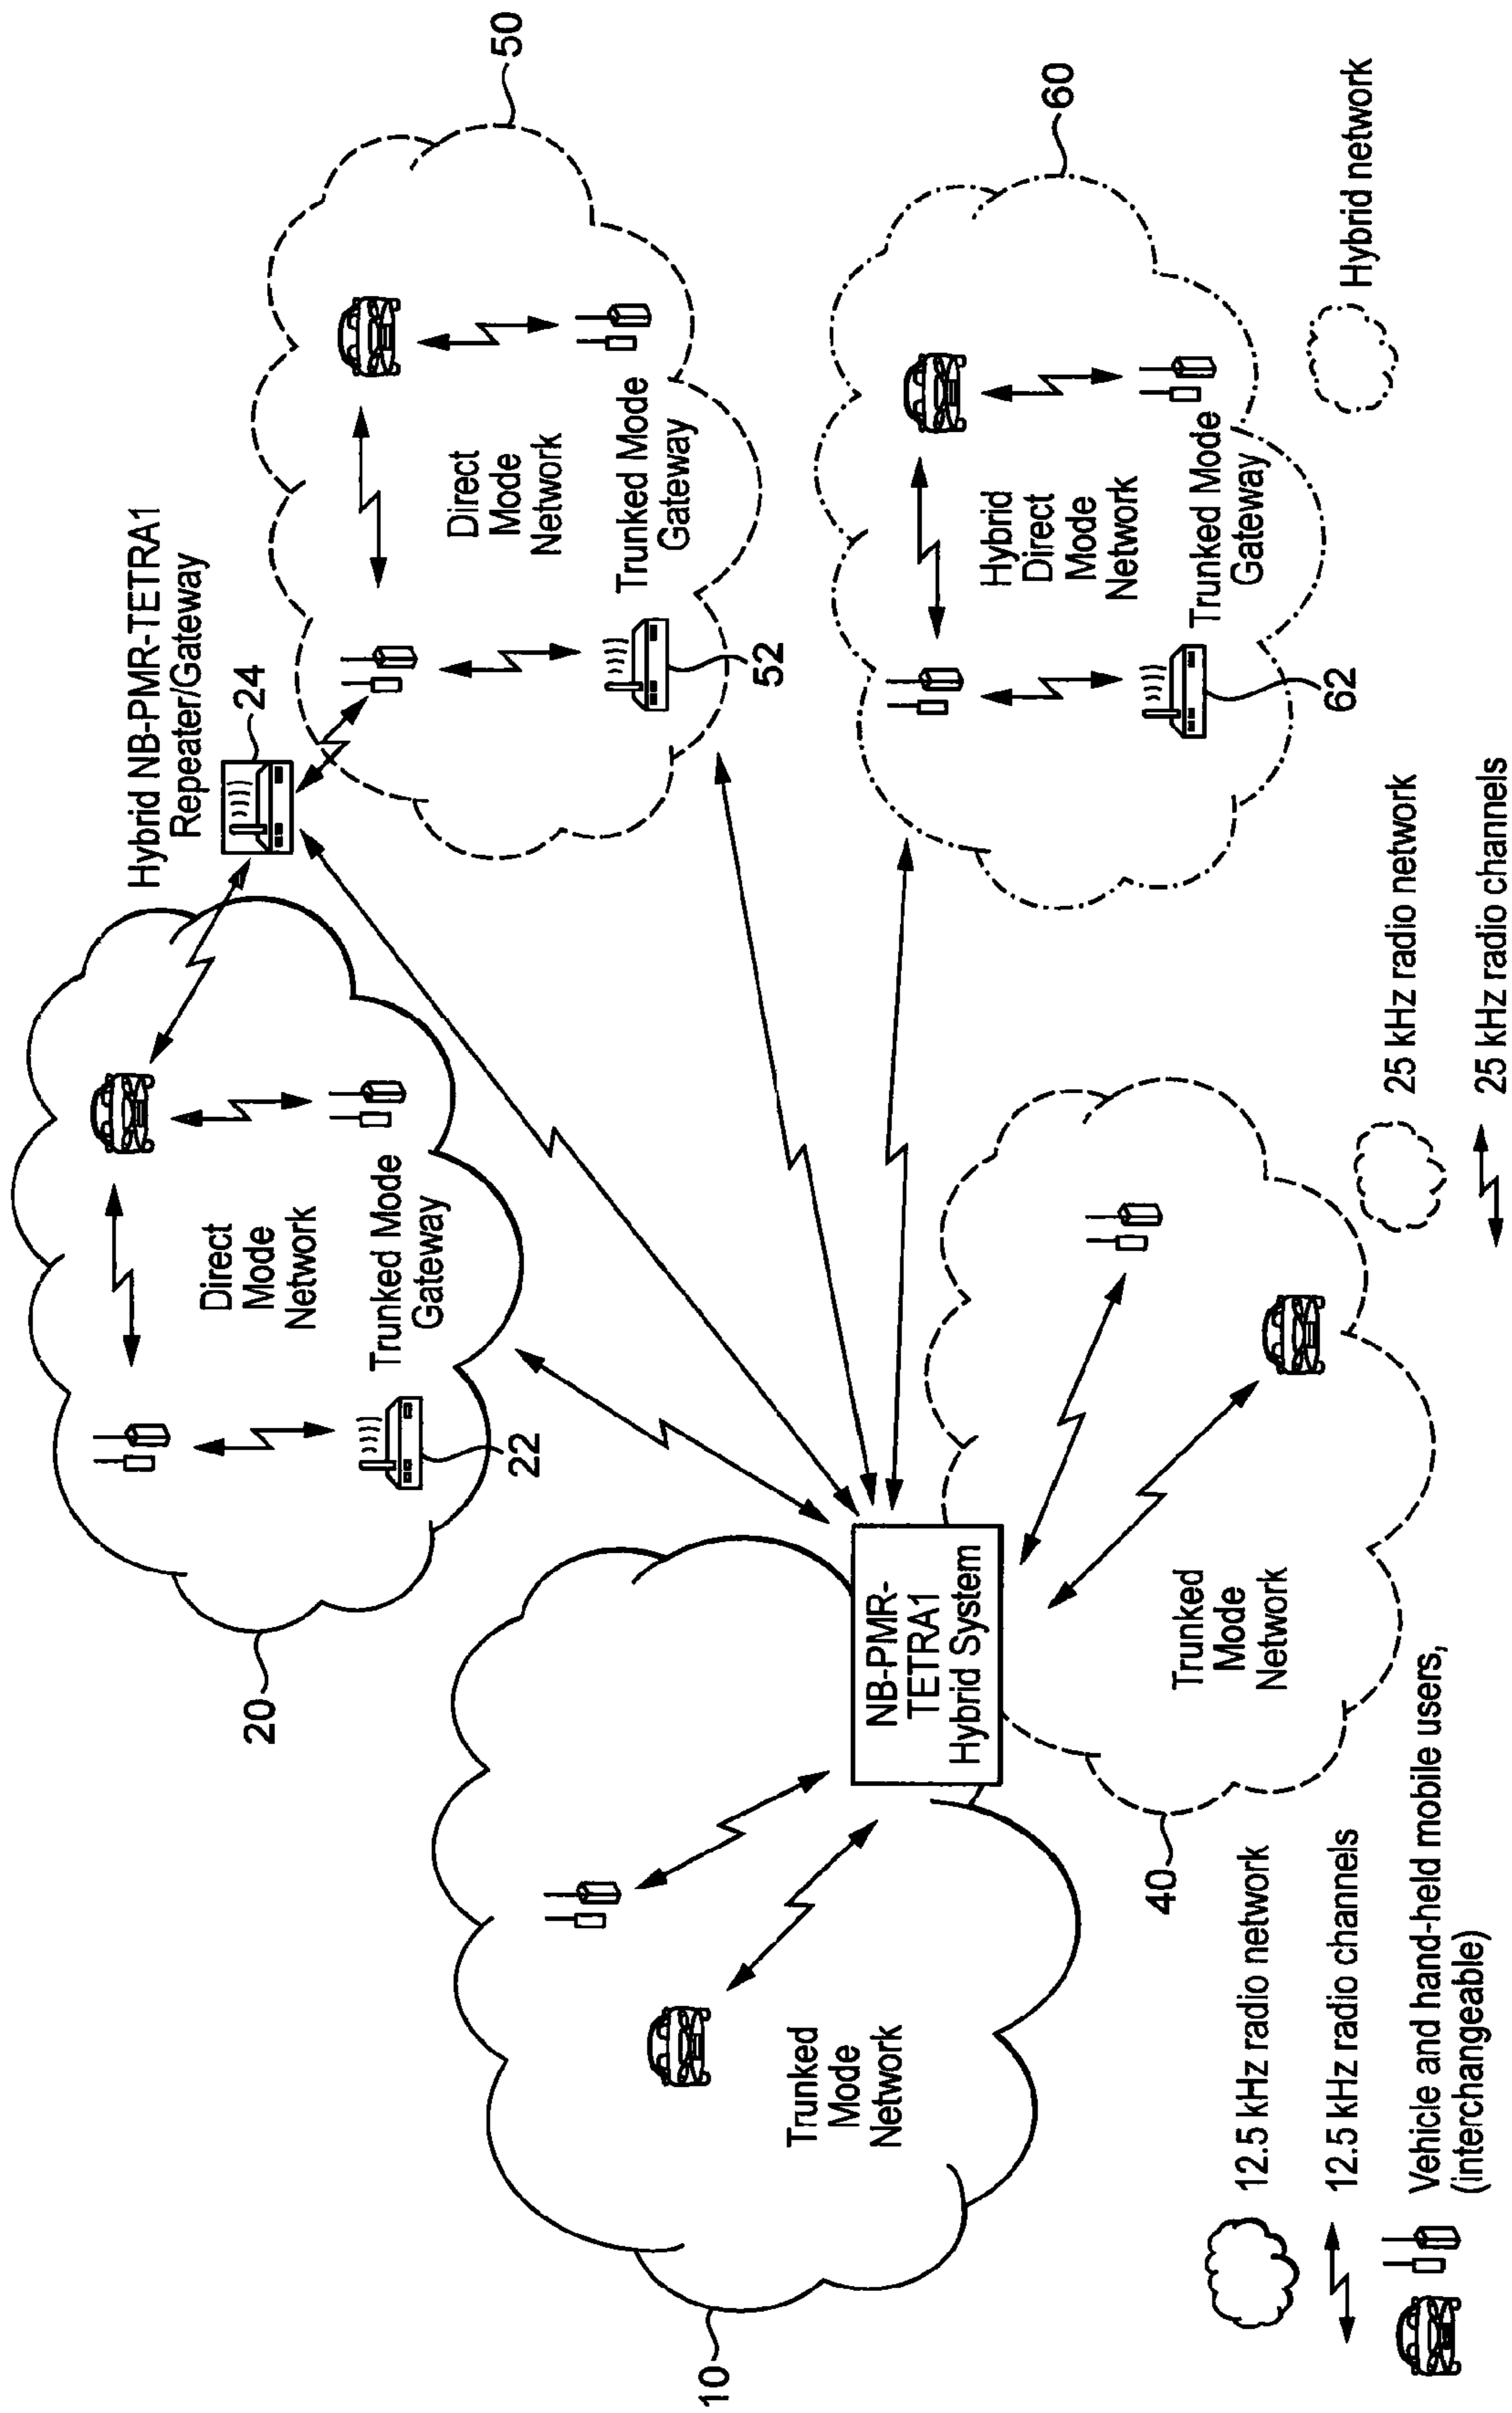 Hybrid NB-PMR-TETRA1
Repeater/Gateway
24
50
20
Direct
Mode
Network
Trunked Mode
Gateway
22
Direct
Mode
Network
Trunked Mode
Gateway
52
10
Trunked
Mode
Network
NB-PMR-
TETRA1
Hybrid System
60
Hybrid
Direct
Mode
Network
Trunked Mode
Gateway
62
40
Trunked
Mode
Network
12.5 kHz radio network
12.5 kHz radio channels
Vehicle and hand-held mobile users,
(interchangeable)
25 kHz radio network
25 kHz radio channels
Hybrid network